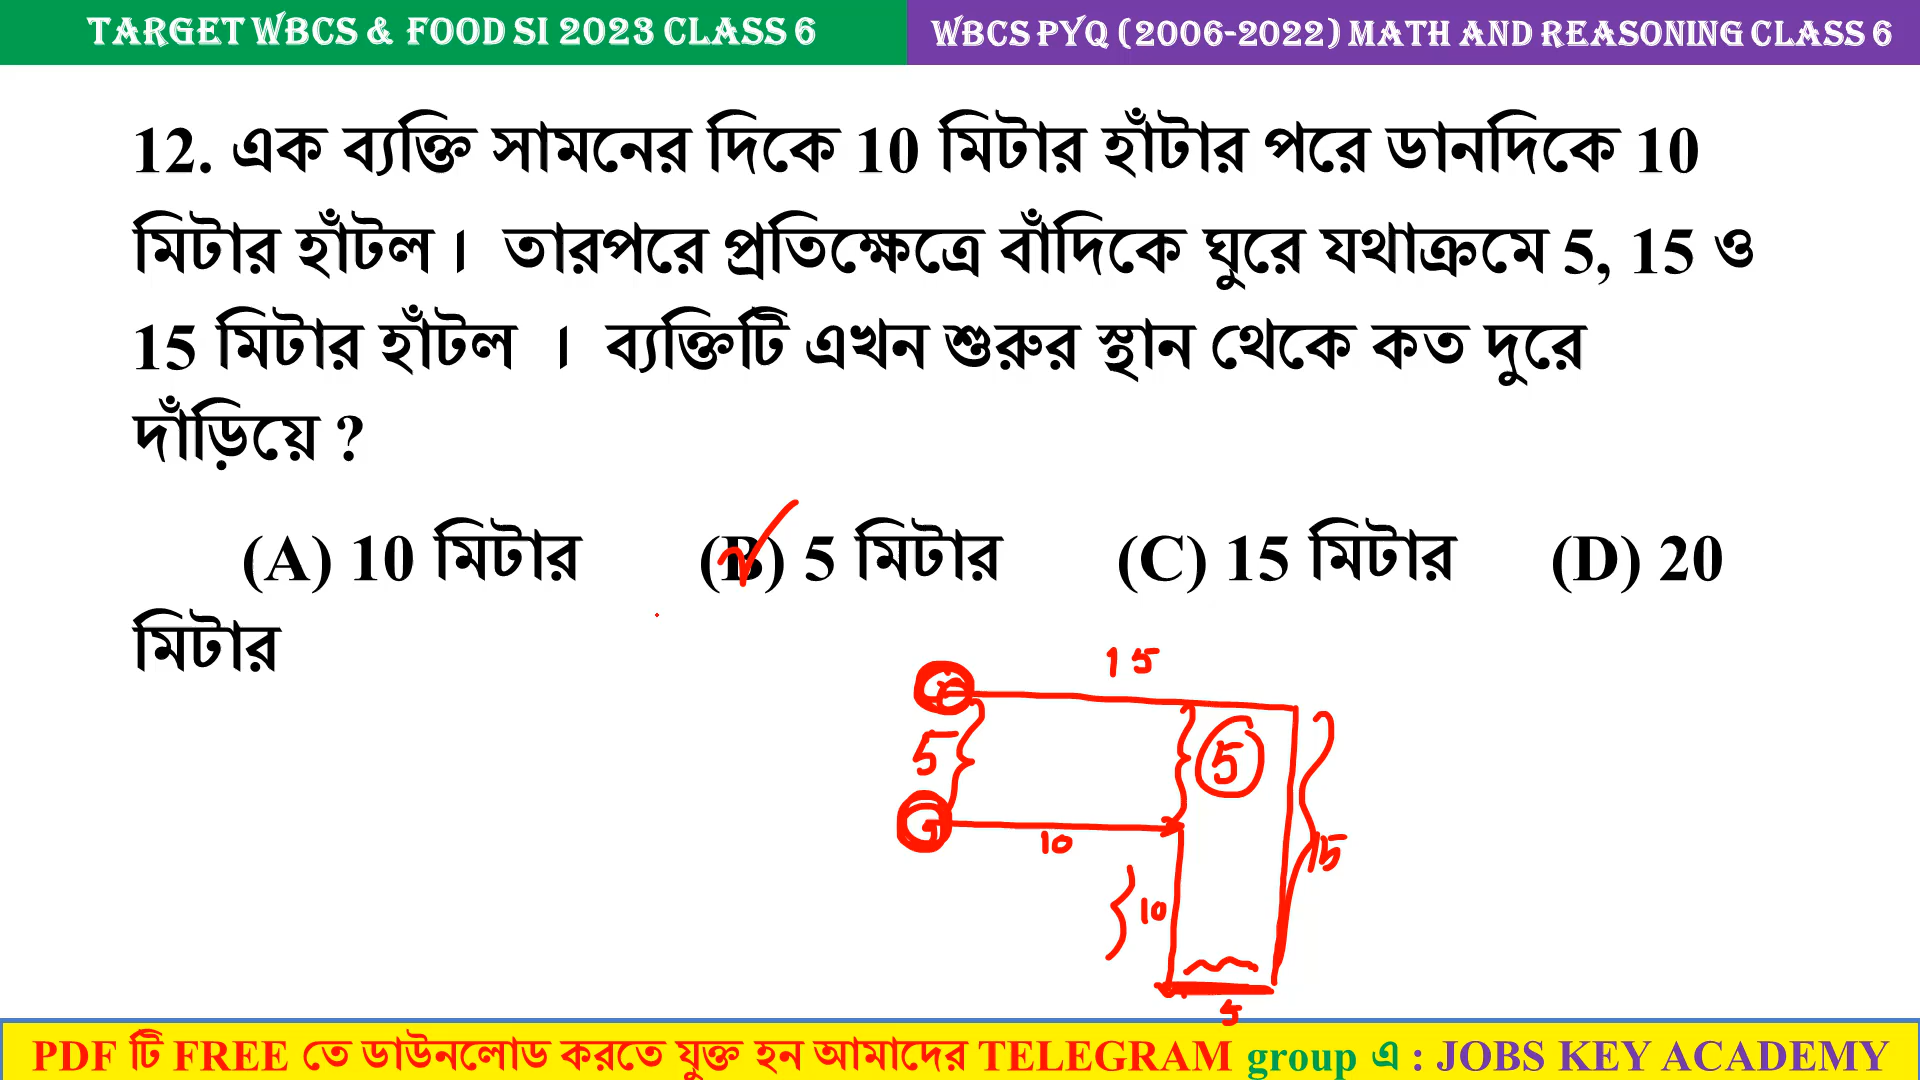 TARGET WBCS & FOOD SI 2023 CLASS 6
WBCS PYQ (2006-2022) MATH AND REASONING CLASS 6
12. এক ব্যক্তি সামনের দিকে 10 মিটার হাঁটার পরে ডানদিকে 10
মিটার হাঁটল। তারপরে প্রতিক্ষেত্রে বাঁদিকে ঘুরে যথাক্রমে 5, 15 ও
15 মিটার হাঁটল । ব্যক্তিটি এখন শুরুর স্থান থেকে কত দুরে
দাঁড়িয়ে ?
(A) 10 মিটার (B) 5 মিটার (C) 15 মিটার (D) 20
মিটার
15
5 5
10 15
10
5
PDF টি FREE তে ডাউনলোড করতে যুক্ত হন আমাদের TELEGRAM group এ : JOBS KEY ACADEMY